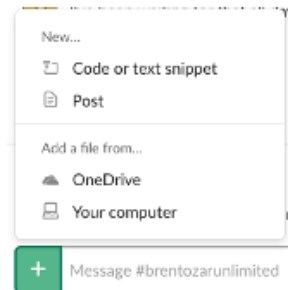 New...
Code or text snippet
Post
Add a file from...
OneDrive
Your computer
+
Message #brentozarunlimited